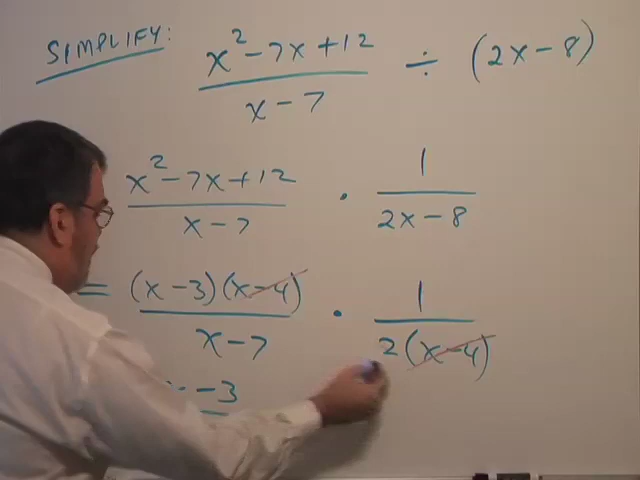 SIMPLIFY: x² - 7x + 12 / x - 7 ÷ (2x - 8)
x² - 7x + 12 / x - 7 · 1 / 2x - 8
= (x - 3)(x - 4) / x - 7 · 1 / 2(x - 4)
- 3